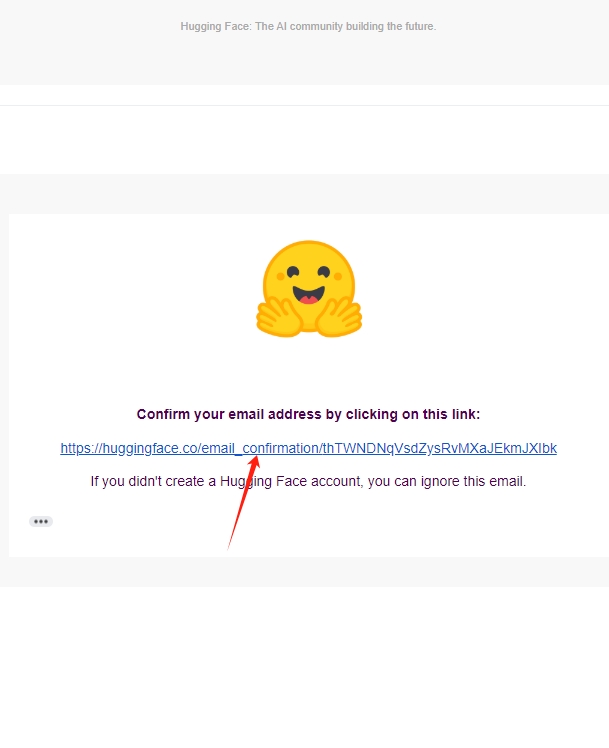 Hugging Face: The AI community building the future.
Confirm your email address by clicking on this link:
https://huggingface.co/email_confirmation/thTWNDNqVsdZysRvMXaJEkmJXIbk
If you didn't create a Hugging Face account, you can ignore this email.